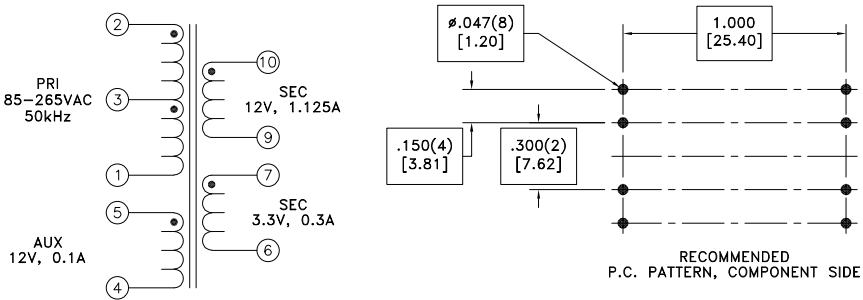 2
PRI
85-265VAC
50kHz
3
1
5
AUX
12V, 0.1A
4
10
SEC
12V, 1.125A
9
7
SEC
3.3V, 0.3A
6
ø.047(8)
[1.20]
1.000
[25.40]
.150(4)
[3.81]
.300(2)
[7.62]
RECOMMENDED
P.C. PATTERN, COMPONENT SIDE